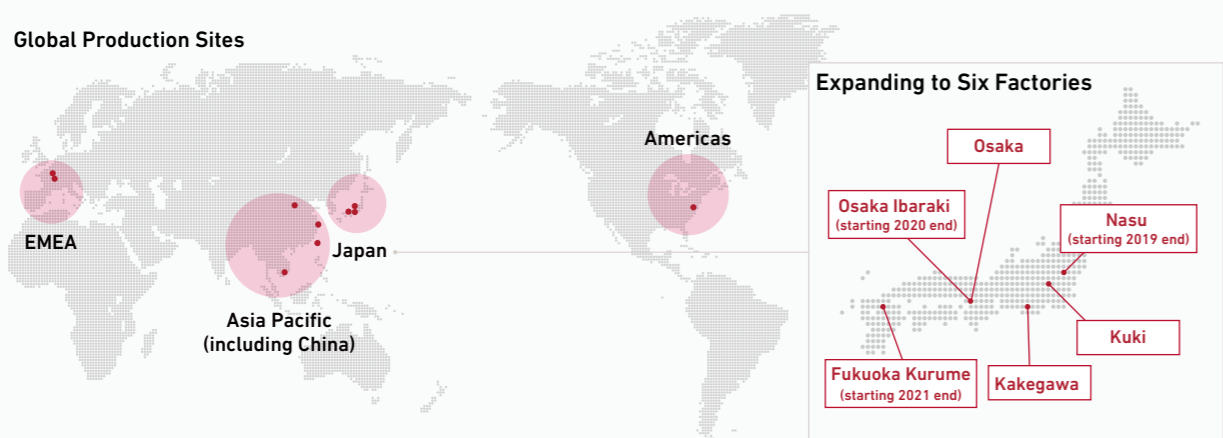 Global Production Sites
EMEA
Japan
Asia Pacific
(including China)
Americas
Expanding to Six Factories
Osaka
Osaka Ibaraki
(starting 2020 end)
Nasu
(starting 2019 end)
Kuki
Fukuoka Kurume
(starting 2021 end)
Kakegawa